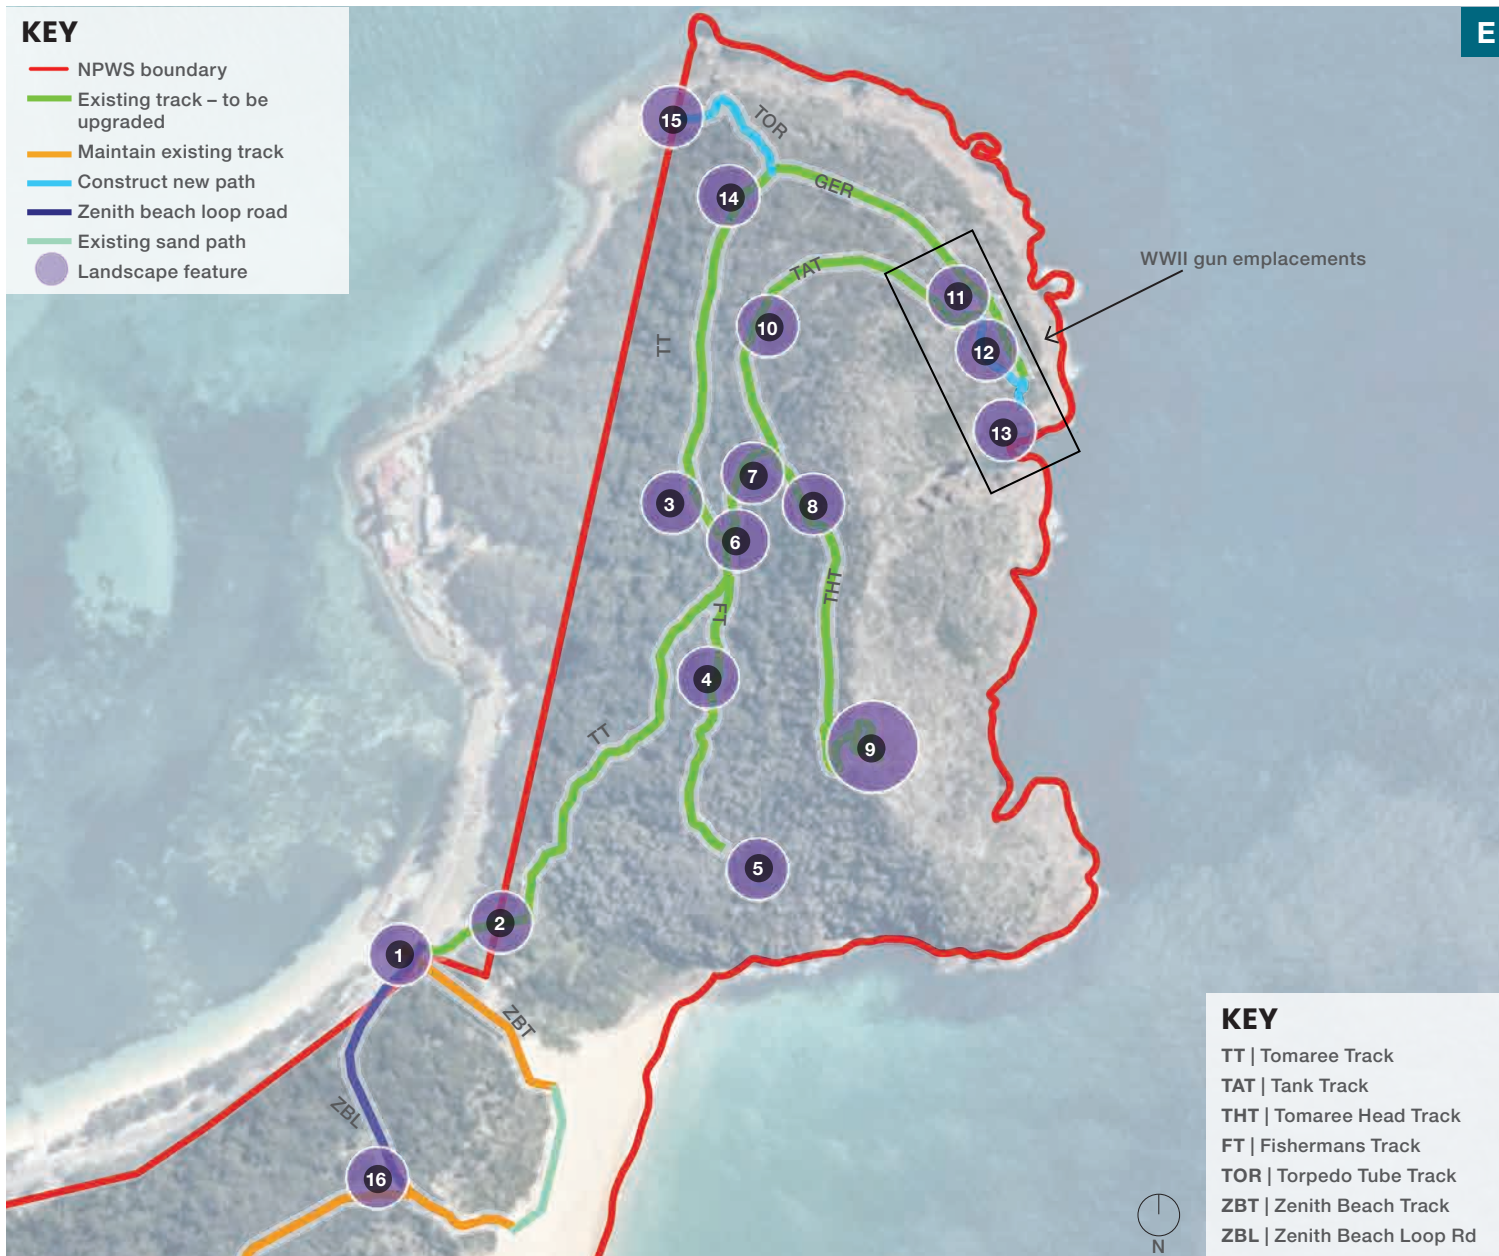 KEY
NPWS boundary
Existing track – to be
upgraded
Maintain existing track
Construct new path
Zenith beach loop road
Existing sand path
Landscape feature
E
15
TOR
14
GER
WWII gun emplacements
TAT
11
10
TT
12
13
7
3
8
6
THT
FT
4
TT
9
5
2
1
ZBT
ZBL
16
N
KEY
TT | Tomaree Track
TAT | Tank Track
THT | Tomaree Head Track
FT | Fishermans Track
TOR | Torpedo Tube Track
ZBT | Zenith Beach Track
ZBL | Zenith Beach Loop Rd